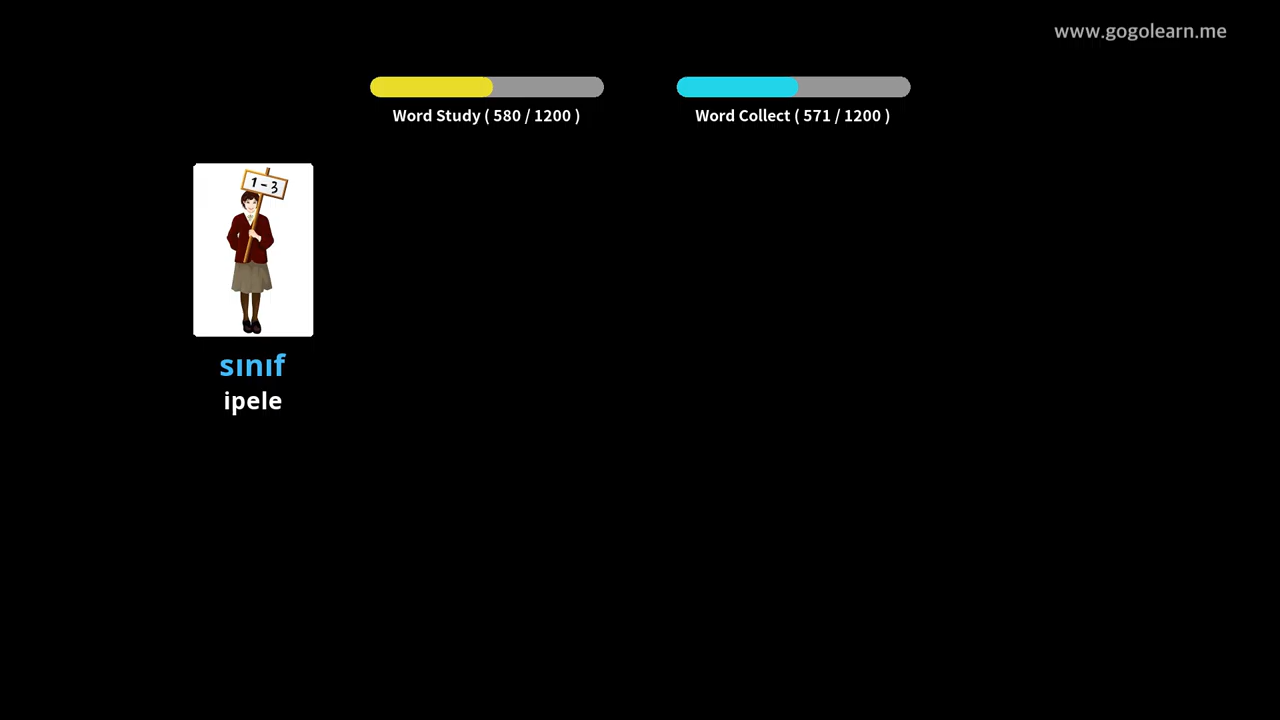 www.gogolearn.me
Word Study ( 580 / 1200 )
Word Collect ( 571 / 1200 )
1 - 3
sınıf
ipele